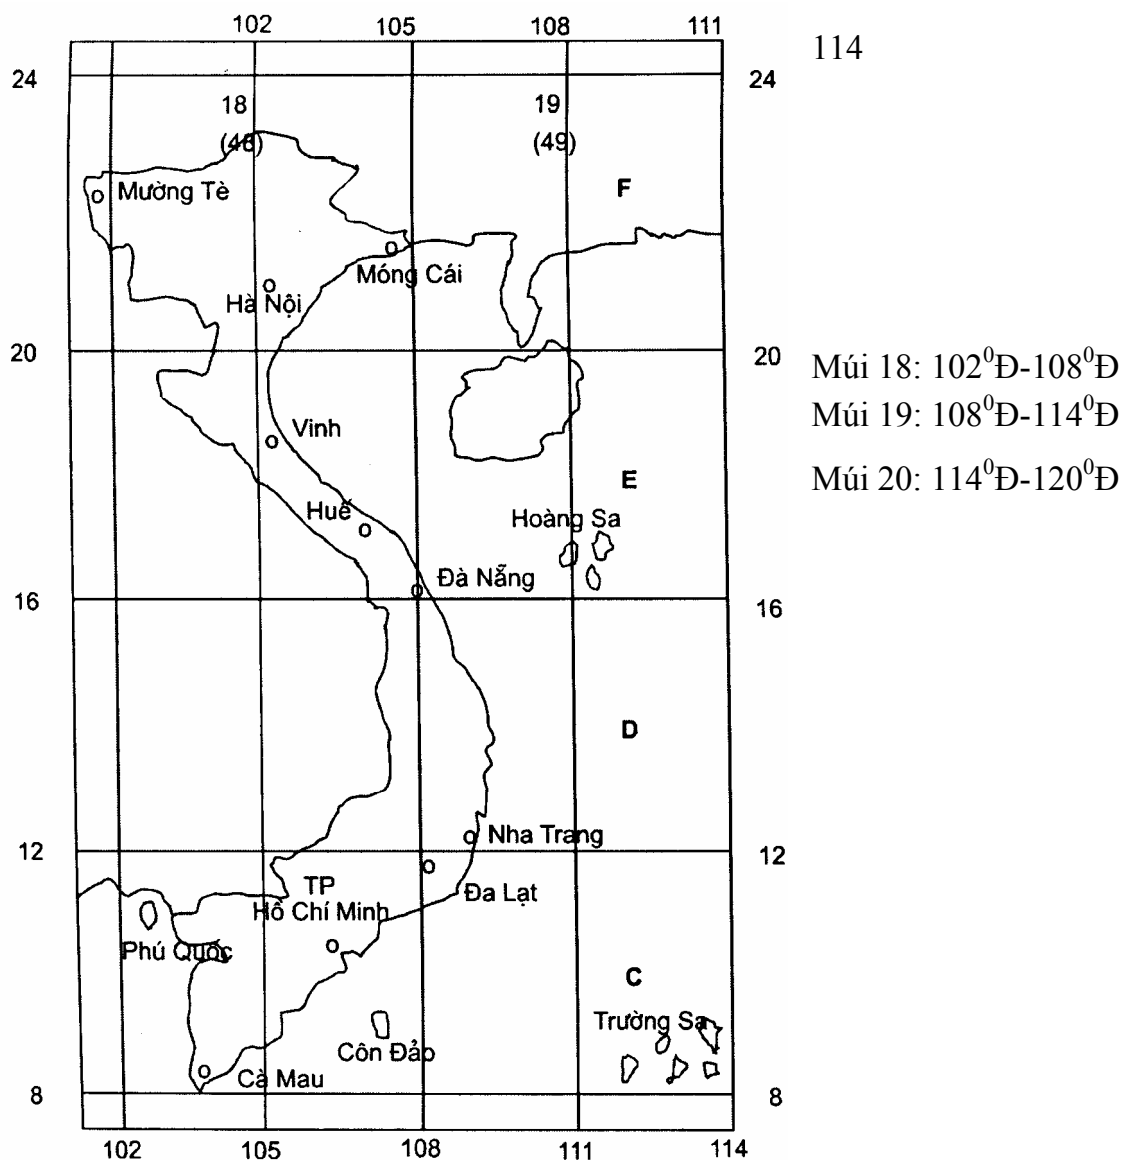 102 105 108 111
114
24 24
18 19
(48) (49)
F
Mường Tè
Móng Cái
Hà Nội
20 20
Múi 18: 102⁰Đ-108⁰Đ
Múi 19: 108⁰Đ-114⁰Đ
Vinh
E
Múi 20: 114⁰Đ-120⁰Đ
Huế
Hoàng Sa
Đà Nẵng
16 16
D
Nha Trang
12 12
TP
Hồ Chí Minh
Đa Lạt
Phú Quốc
C
Trường Sa
Côn Đảo
Cà Mau
8 8
102 105 108 111 114